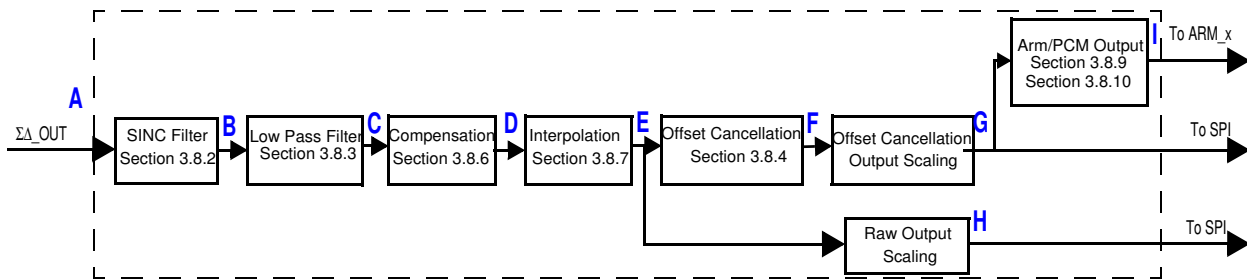 Arm/PCM Output
Section 3.8.9
Section 3.8.10
I
To ARM_x
A
ΣΔ_OUT
SINC Filter
Section 3.8.2
B
Low Pass Filter
Section 3.8.3
C
Compensation
Section 3.8.6
D
Interpolation
Section 3.8.7
E
Offset Cancellation
Section 3.8.4
F
Offset Cancellation
Output Scaling
G
To SPI
Raw Output
Scaling
H
To SPI